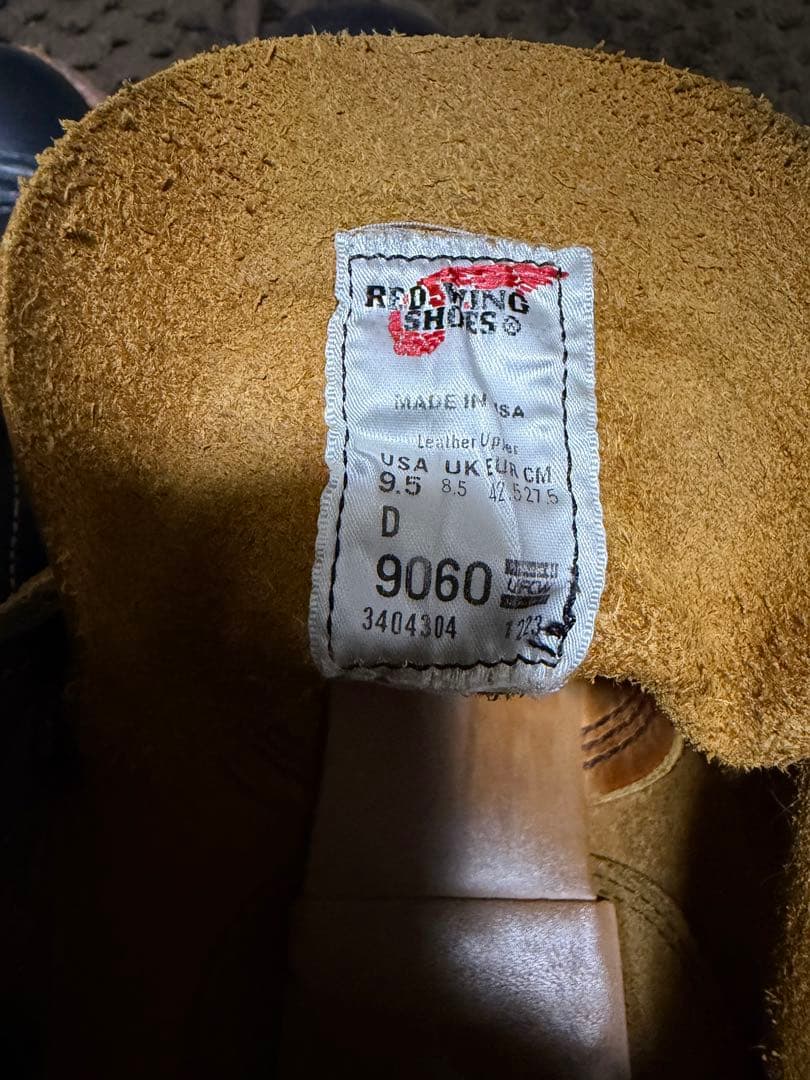 RED WING
SHOES®
MADE IN USA
Leather Upper
USA UK EUR CM
9.5 8.5 42.5 27.5
D
9060
UFCW
3404304